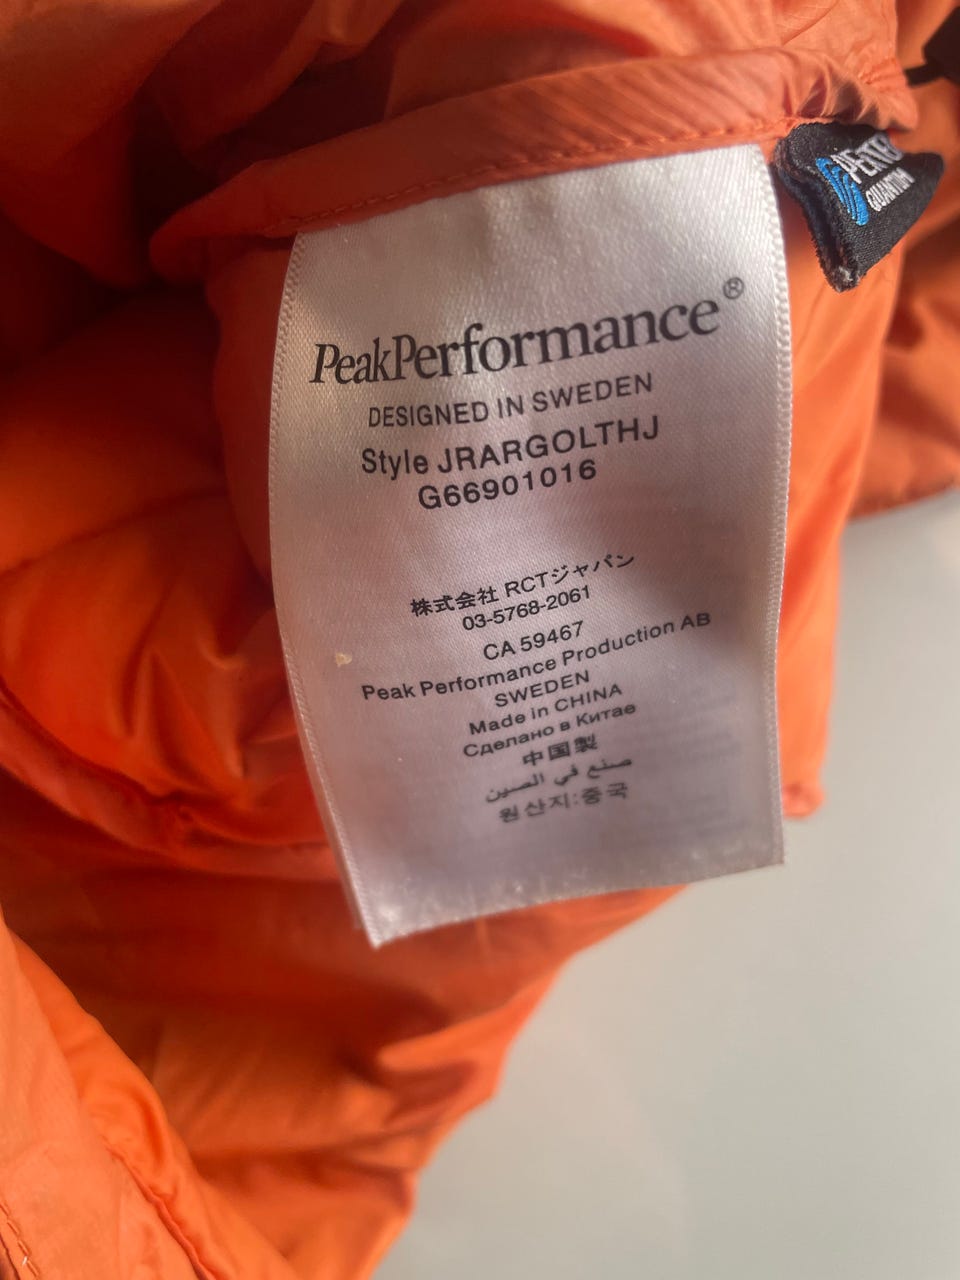 PeakPerformance®
DESIGNED IN SWEDEN
Style JRARGOLTHJ
G66901016
株式会社 RCTジャパン
03-5768-2061
CA 59467
Peak Performance Production AB
SWEDEN
Made in CHINA
Сделано в Китае
中国製
صنع في الصين
원산지:중국
QUANTUM